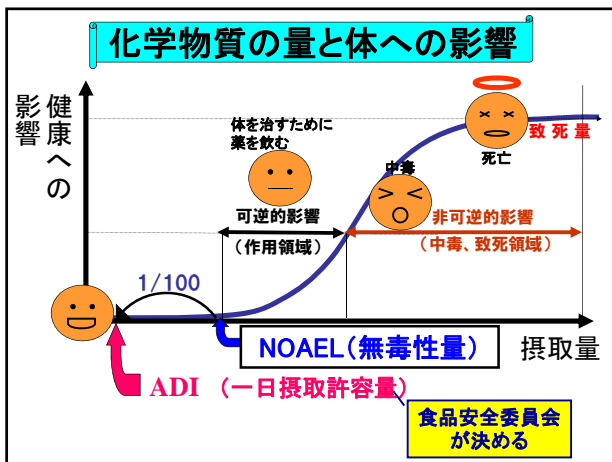 化学物質の量と体への影響
健康への
影響
体を治すために
薬を飲む
中毒
死亡
致死量
可逆的影響
(作用領域)
非可逆的影響
(中毒、致死領域)
1/100
NOAEL(無毒性量)
摂取量
ADI (一日摂取許容量)
食品安全委員会
が決める